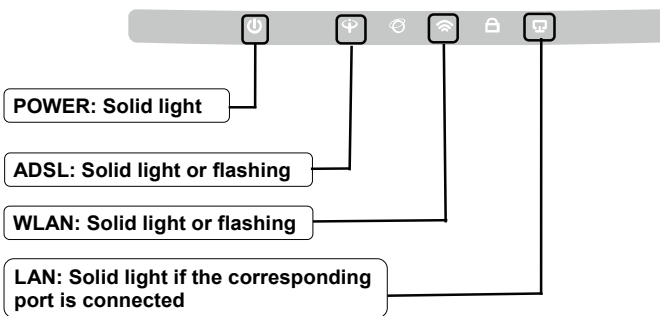 POWER: Solid light
ADSL: Solid light or flashing
WLAN: Solid light or flashing
LAN: Solid light if the corresponding
port is connected